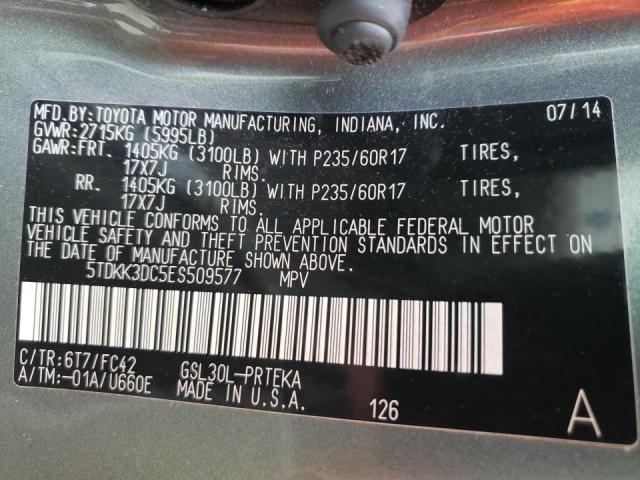 MFD.BY:TOYOTA MOTOR MANUFACTURING, INDIANA, INC. 07/14
GVWR:2715KG (5995LB)
GAWR:FRT. 1405KG (3100LB) WITH P235/60R17 TIRES,
17X7J RIMS.
RR. 1405KG (3100LB) WITH P235/60R17 TIRES,
17X7J RIMS.
THIS VEHICLE CONFORMS TO ALL APPLICABLE FEDERAL MOTOR
VEHICLE SAFETY AND THEFT PREVENTION STANDARDS IN EFFECT ON
THE DATE OF MANUFACTURE SHOWN ABOVE.
5TDKK3DC5ES509577 MPV
C/TR:6T7/FC42 GSL30L-PRTEKA
A/TM:-01A/U660E MADE IN U.S.A. 126 A